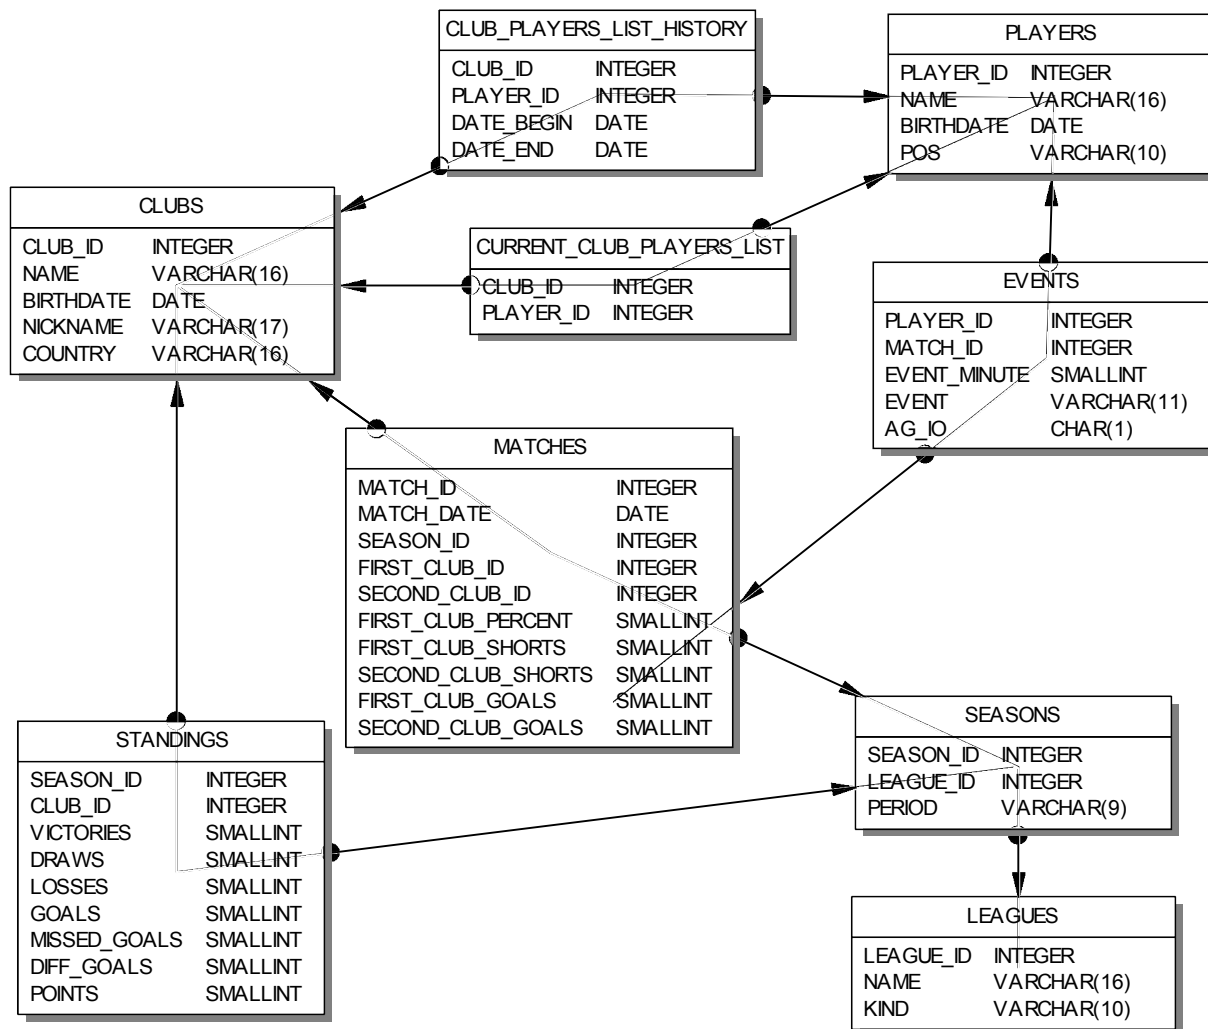 CLUB_PLAYERS_LIST_HISTORY
CLUB_ID INTEGER
PLAYER_ID INTEGER
DATE_BEGIN DATE
DATE_END DATE
PLAYERS
PLAYER_ID INTEGER
NAME VARCHAR(16)
BIRTHDATE DATE
POS VARCHAR(10)
CLUBS
CLUB_ID INTEGER
NAME VARCHAR(16)
BIRTHDATE DATE
NICKNAME VARCHAR(17)
COUNTRY VARCHAR(16)
CURRENT_CLUB_PLAYERS_LIST
CLUB_ID INTEGER
PLAYER_ID INTEGER
EVENTS
PLAYER_ID INTEGER
MATCH_ID INTEGER
EVENT_MINUTE SMALLINT
EVENT VARCHAR(11)
AG_IO CHAR(1)
MATCHES
MATCH_ID INTEGER
MATCH_DATE DATE
SEASON_ID INTEGER
FIRST_CLUB_ID INTEGER
SECOND_CLUB_ID INTEGER
FIRST_CLUB_PERCENT SMALLINT
FIRST_CLUB_SHORTS SMALLINT
SECOND_CLUB_SHORTS SMALLINT
FIRST_CLUB_GOALS SMALLINT
SECOND_CLUB_GOALS SMALLINT
STANDINGS
SEASON_ID INTEGER
CLUB_ID INTEGER
VICTORIES SMALLINT
DRAWS SMALLINT
LOSSES SMALLINT
GOALS SMALLINT
MISSED_GOALS SMALLINT
DIFF_GOALS SMALLINT
POINTS SMALLINT
SEASONS
SEASON_ID INTEGER
LEAGUE_ID INTEGER
PERIOD VARCHAR(9)
LEAGUES
LEAGUE_ID INTEGER
NAME VARCHAR(16)
KIND VARCHAR(10)